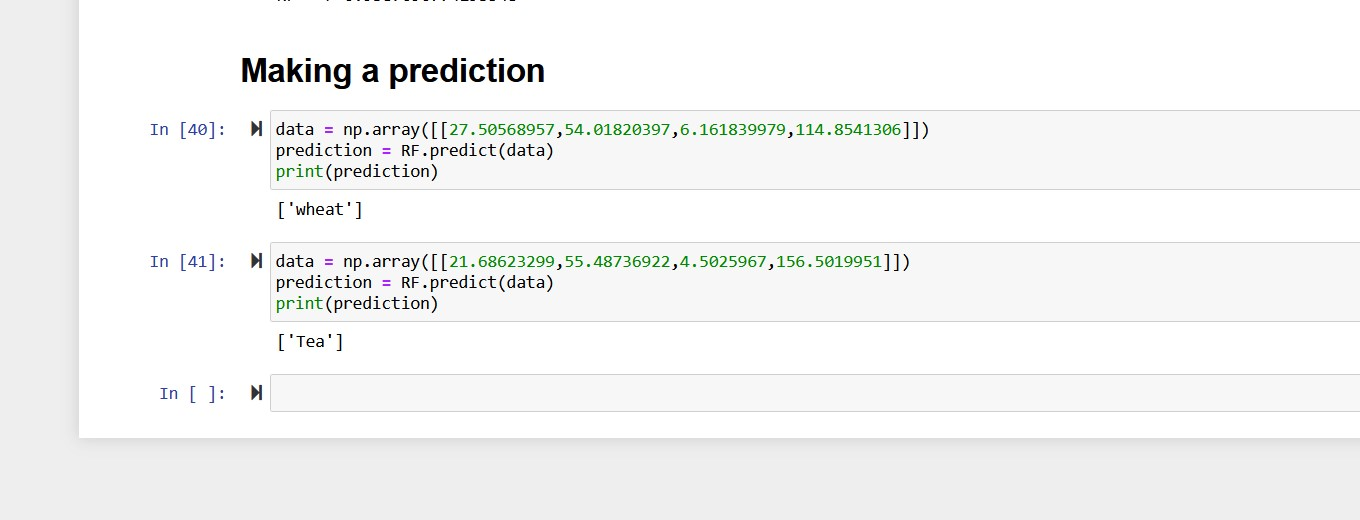 Making a prediction
In [40]:
data = np.array([[27.50568957,54.01820397,6.161839979,114.8541306]])
prediction = RF.predict(data)
print(prediction)
['wheat']
In [41]:
data = np.array([[21.68623299,55.48736922,4.5025967,156.5019951]])
prediction = RF.predict(data)
print(prediction)
['Tea']
In [ ]: